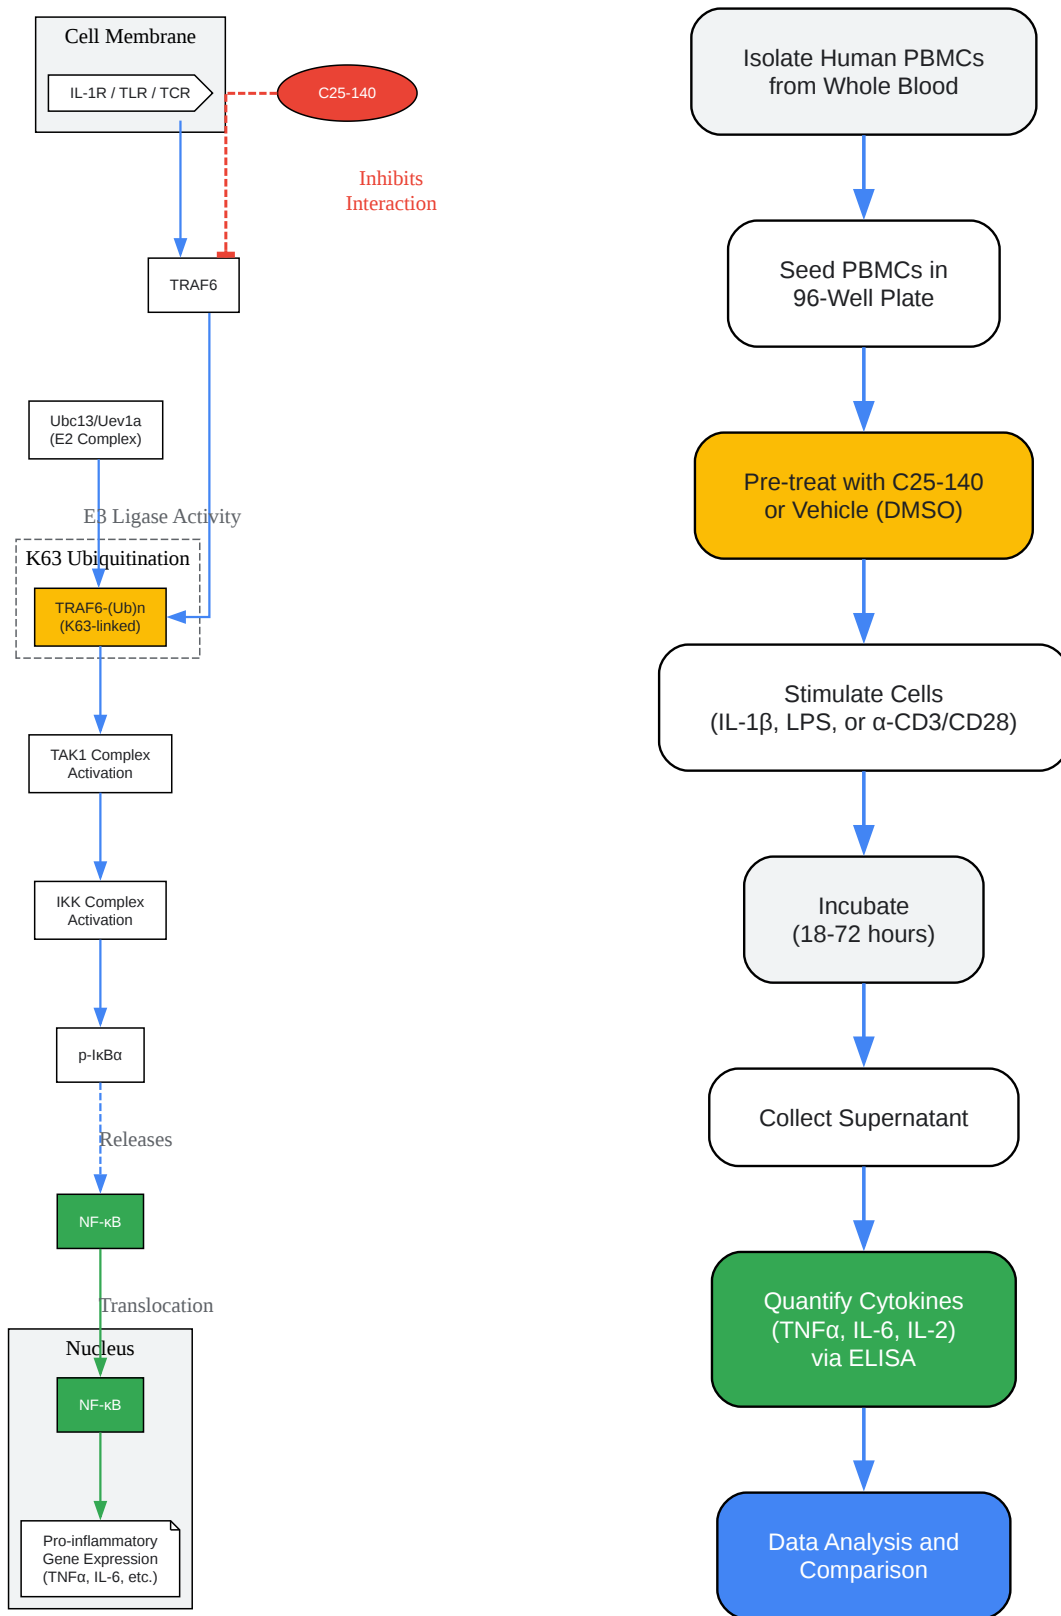 Cell Membrane
IL-1R / TLR / TCR
C25-140
Inhibits
Interaction
TRAF6
Ubc13/Uev1a
(E2 Complex)
E3 Ligase Activity
K63 Ubiquitination
TRAF6-(Ub)n
(K63-linked)
TAK1 Complex
Activation
IKK Complex
Activation
p-IκBα
Releases
NF-κB
Translocation
Nucleus
NF-κB
Pro-inflammatory
Gene Expression
(TNFα, IL-6, etc.)
Isolate Human PBMCs
from Whole Blood
Seed PBMCs in
96-Well Plate
Pre-treat with C25-140
or Vehicle (DMSO)
Stimulate Cells
(IL-1β, LPS, or α-CD3/CD28)
Incubate
(18-72 hours)
Collect Supernatant
Quantify Cytokines
(TNFα, IL-6, IL-2)
via ELISA
Data Analysis and
Comparison